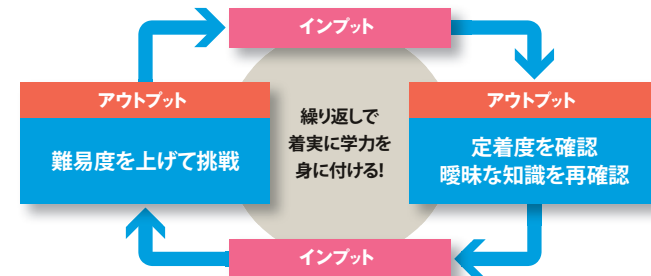 インプット
アウトプット
難易度を上げて挑戦
繰り返しで
着実に学力を
身に付ける!
アウトプット
定着度を確認
曖昧な知識を再確認
インプット